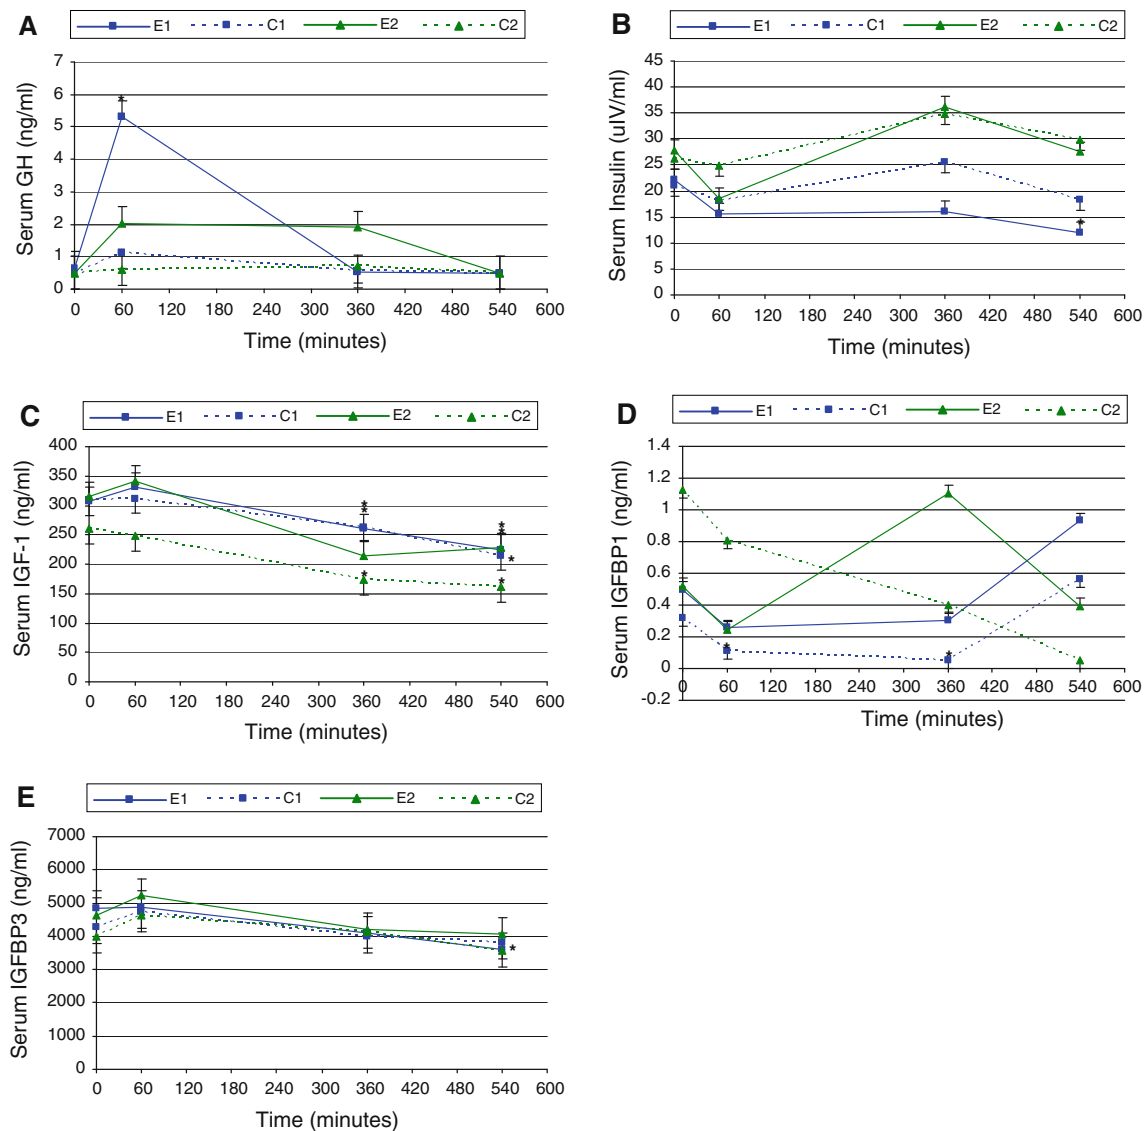 A
E1 C1 E2 C2
Serum GH (ng/ml)
7
6
5
4
3
2
1
0
*
0 60 120 180 240 300 360 420 480 540 600
Time (minutes)
B
E1 C1 E2 C2
Serum Insulin (uIV/ml)
45
40
35
30
25
20
15
10
5
0
*
0 60 120 180 240 300 360 420 480 540 600
Time (minutes)
C
E1 C1 E2 C2
Serum IGF-1 (ng/ml)
400
350
300
250
200
150
100
50
0
* *
* *
* *
* *
0 60 120 180 240 300 360 420 480 540 600
Time (minutes)
D
E1 C1 E2 C2
Serum IGFBP1 (ng/ml)
1.4
1.2
1
0.8
0.6
0.4
0.2
0
-0.2
* *
0 60 120 180 240 300 360 420 480 540 600
Time (minutes)
E
E1 C1 E2 C2
Serum IGFBP3 (ng/ml)
7000
6000
5000
4000
3000
2000
1000
0
*
0 60 120 180 240 300 360 420 480 540 600
Time (minutes)